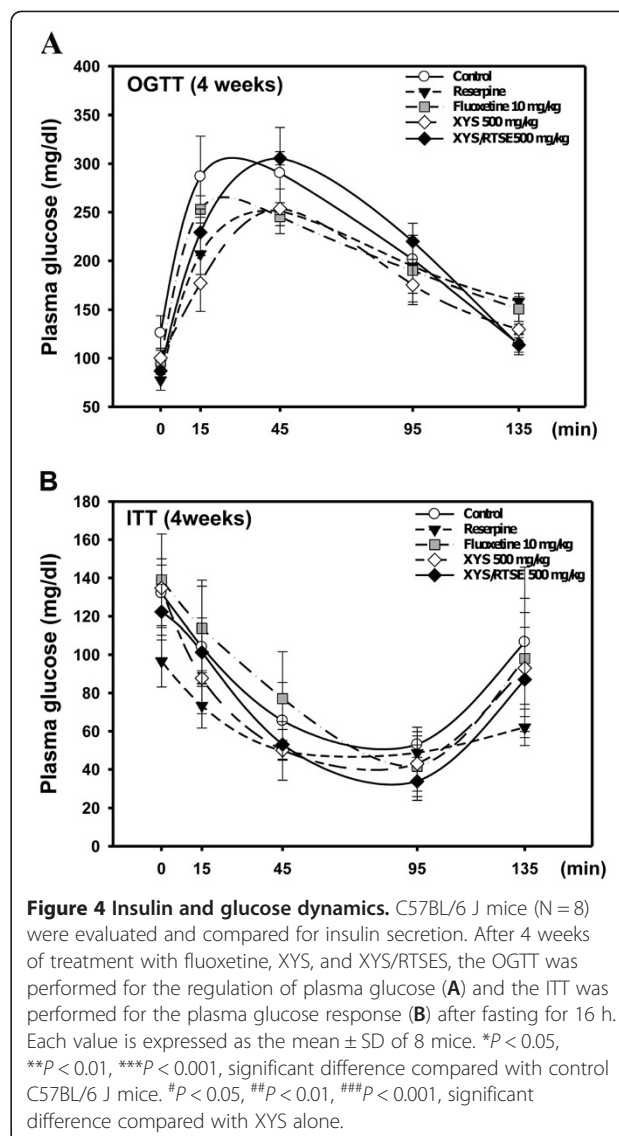 A
OGTT (4 weeks)
Control
Reserpine
Fluoxetine 10 mg/kg
XYS 500 mg/kg
XYS/RTSE500 mg/kg
Plasma glucose (mg/dl)
400
350
300
250
200
150
100
50
0 15 45 95 135 (min)
B
ITT (4weeks)
Control
Reserpine
Fluoxetine 10 mg/kg
XYS 500 mg/kg
XYS/RTSE 500 mg/kg
Plasma glucose (mg/dl)
180
160
140
120
100
80
60
40
20
0
0 15 45 95 135 (min)
Figure 4 Insulin and glucose dynamics. C57BL/6 J mice (N = 8)
were evaluated and compared for insulin secretion. After 4 weeks
of treatment with fluoxetine, XYS, and XYS/RTSES, the OGTT was
performed for the regulation of plasma glucose (A) and the ITT was
performed for the plasma glucose response (B) after fasting for 16 h.
Each value is expressed as the mean ± SD of 8 mice. *P < 0.05,
**P < 0.01, ***P < 0.001, significant difference compared with control
C57BL/6 J mice. #P < 0.05, ##P < 0.01, ###P < 0.001, significant
difference compared with XYS alone.